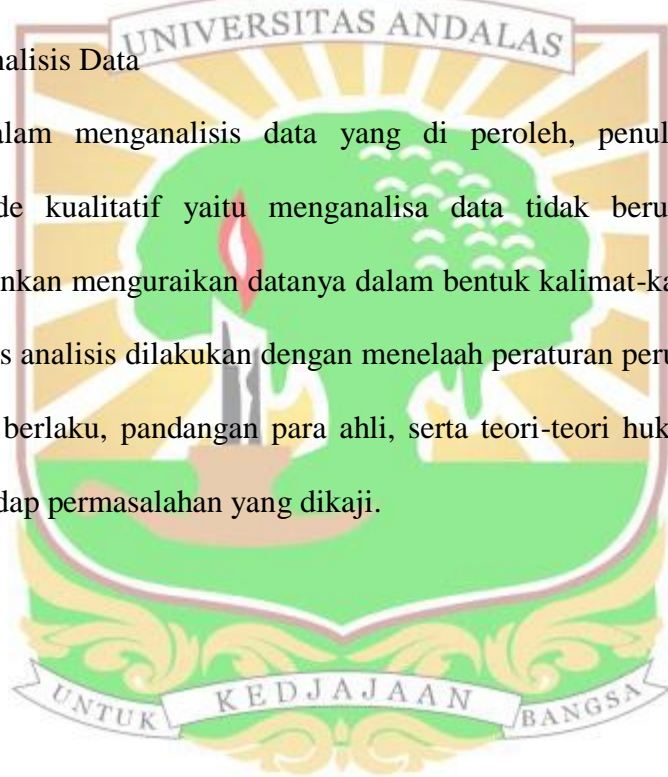 UNIVERSITAS ANDALAS
nalisis Data
alam menganalisis data yang di peroleh, penul
de kualitatif yaitu menganalisa data tidak beru
nkan menguraikan datanya dalam bentuk kalimat-ka
s analisis dilakukan dengan menelaah peraturan peru
berlaku, pandangan para ahli, serta teori-teori huk
dap permasalahan yang dikaji.
UNTUK KEDJAJAAN BANGSA